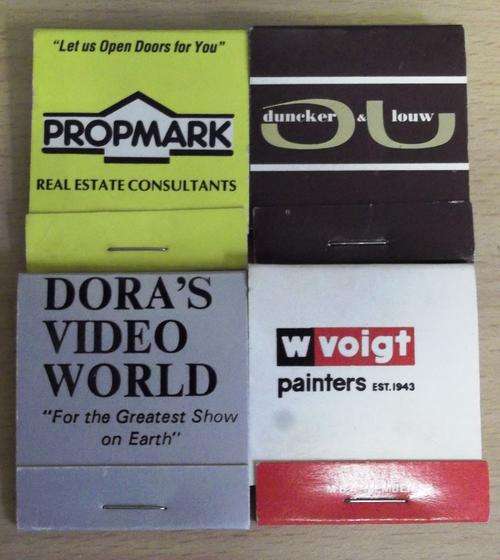 "Let us Open Doors for You"
PROPMARK
REAL ESTATE CONSULTANTS
duncker & louw
DORA'S
VIDEO
WORLD
"For the Greatest Show
on Earth"
w voigt
painters EST. 1943